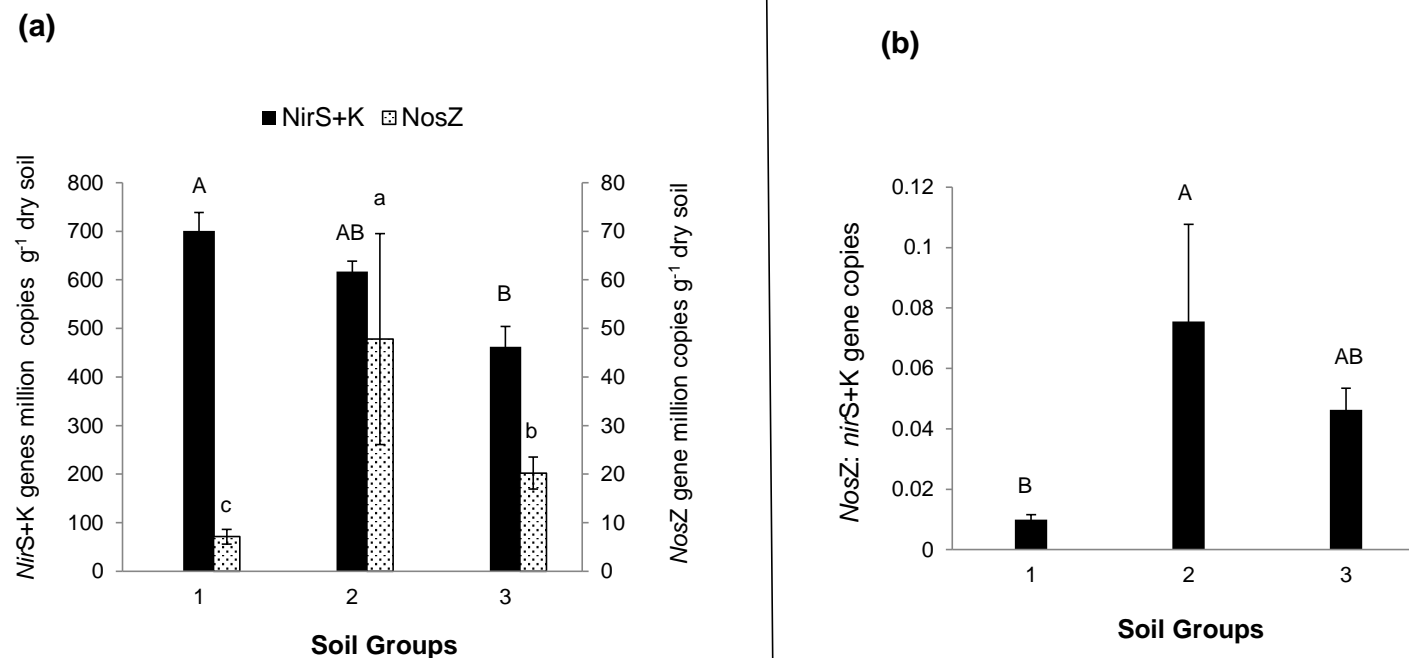 (a)
NirS+K NosZ
NirS+K genes million copies g⁻¹ dry soil
800
700
600
500
400
300
200
100
0
A
c
AB
a
B
b
80
70
60
50
40
30
20
10
0
NosZ gene million copies g⁻¹ dry soil
1 2 3
Soil Groups
(b)
NosZ: nirS+K gene copies
0.12
0.1
0.08
0.06
0.04
0.02
0
B
A
AB
1 2 3
Soil Groups